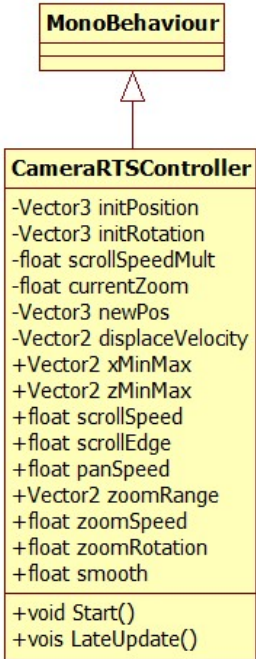 MonoBehaviour
CameraRTSController
-Vector3 initPosition
-Vector3 initRotation
-float scrollSpeedMult
-float currentZoom
-Vector3 newPos
-Vector2 displaceVelocity
+Vector2 xMinMax
+Vector2 zMinMax
+float scrollSpeed
+float scrollEdge
+float panSpeed
+Vector2 zoomRange
+float zoomSpeed
+float zoomRotation
+float smooth
+void Start()
+vois LateUpdate()